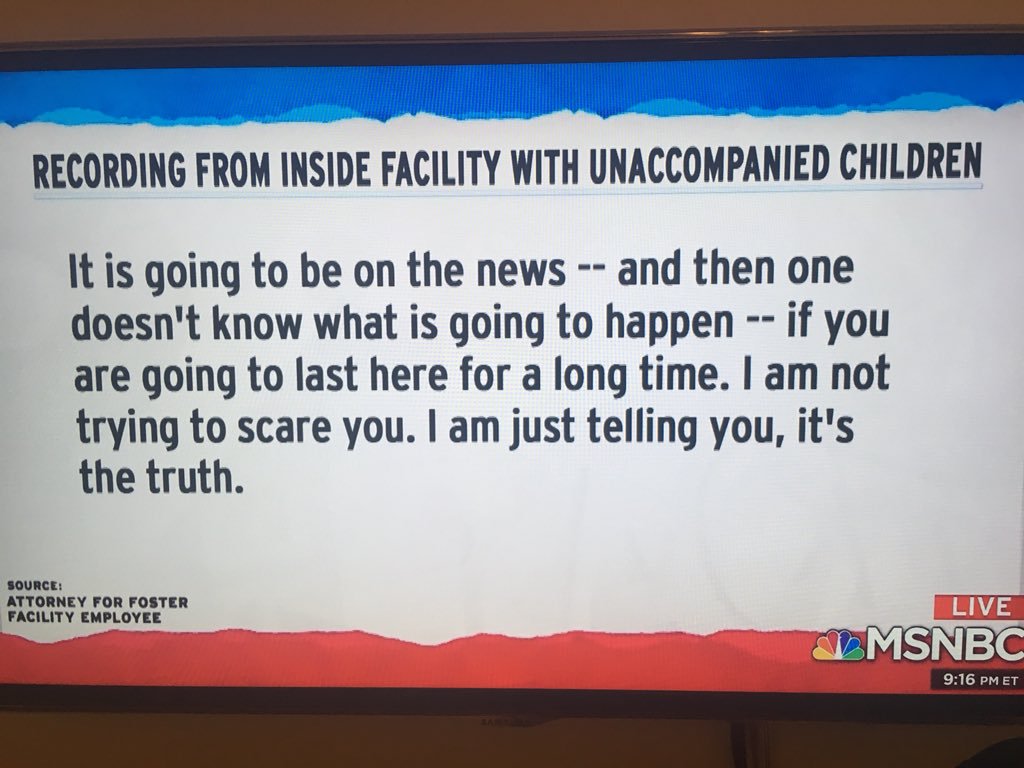 RECORDING FROM INSIDE FACILITY WITH UNACCOMPANIED CHILDREN
It is going to be on the news -- and then one
doesn't know what is going to happen -- if you
are going to last here for a long time. I am not
trying to scare you. I am just telling you, it's
the truth.
SOURCE:
ATTORNEY FOR FOSTER
FACILITY EMPLOYEE
LIVE
MSNBC
9:16 PM ET
SAMSUNG